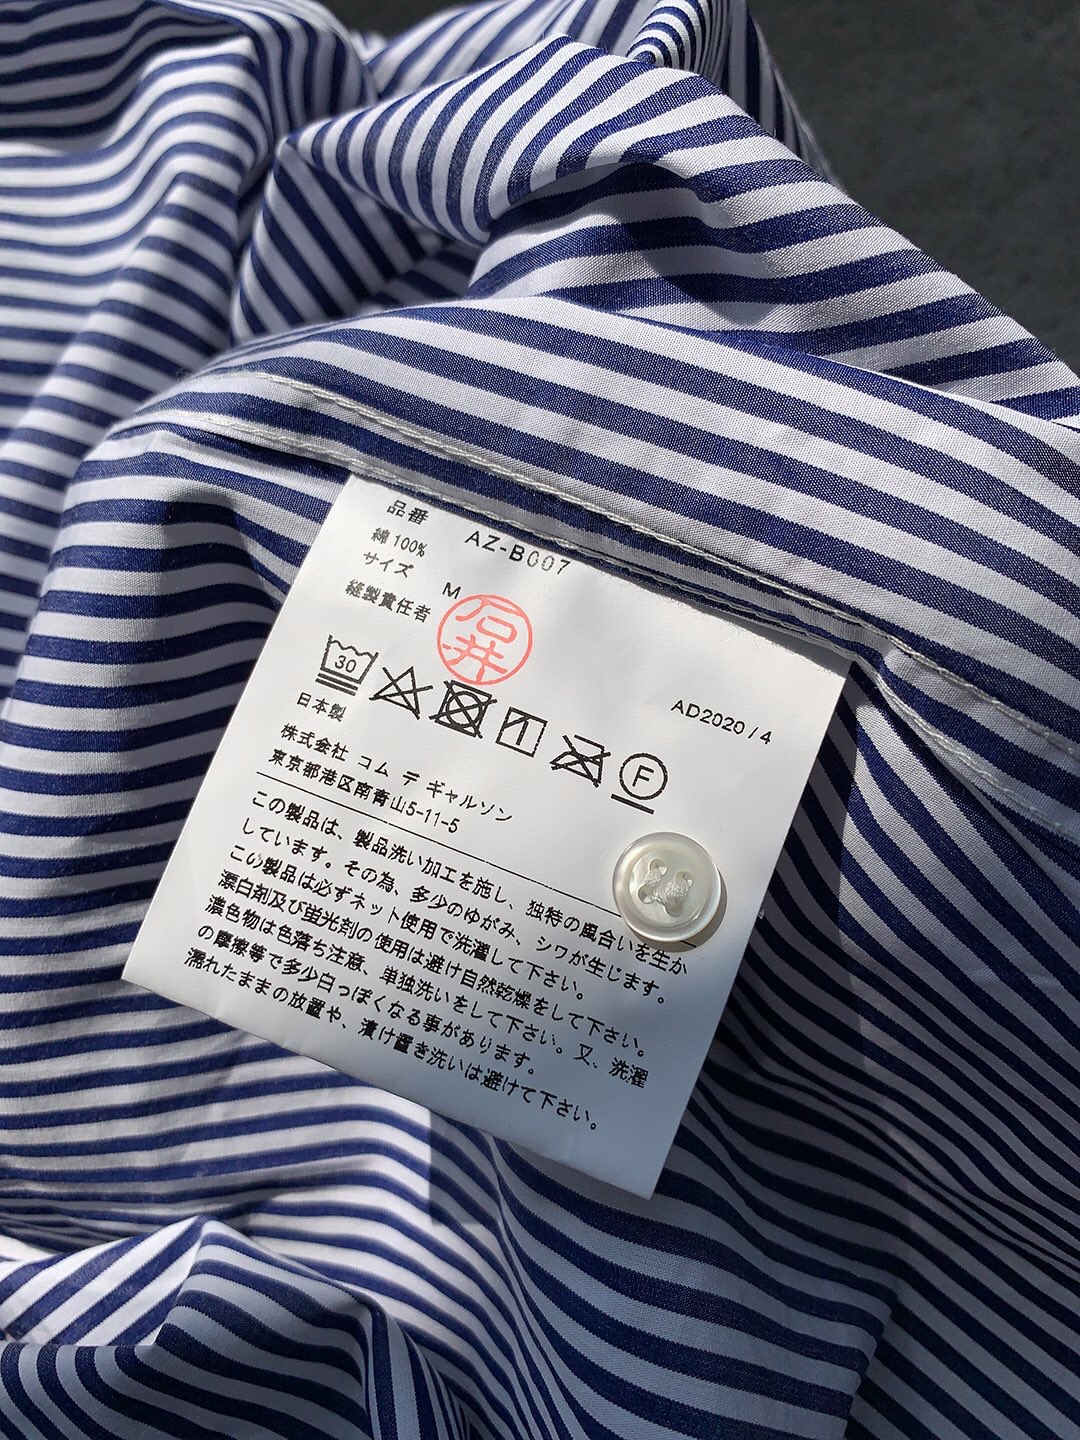 品番 AZ-B007
綿100%
サイズ M
縫製責任者 石井
30
日本製
AD2020/4
F
株式会社 コム デ ギャルソン
東京都港区南青山5-11-5
この製品は、製品洗い加工を施し、独特の風合いを生か
しています。その為、多少のゆがみ、シワが生じます。
この製品は必ずネット使用で洗濯して下さい。
漂白剤及び蛍光剤の使用は避け自然乾燥をして下さい。
濃色物は色落ち注意、単独洗いをして下さい。又、洗濯
の摩擦等で多少白っぽくなる事があります。
濡れたままの放置や、漬け置き洗いは避けて下さい。